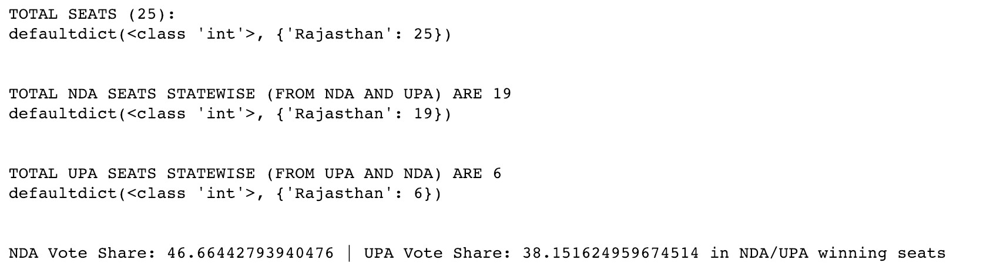 TOTAL SEATS (25):
defaultdict(<class 'int'>, {'Rajasthan': 25})
TOTAL NDA SEATS STATEWISE (FROM NDA AND UPA) ARE 19
defaultdict(<class 'int'>, {'Rajasthan': 19})
TOTAL UPA SEATS STATEWISE (FROM UPA AND NDA) ARE 6
defaultdict(<class 'int'>, {'Rajasthan': 6})
NDA Vote Share: 46.66442793940476 | UPA Vote Share: 38.151624959674514 in NDA/UPA winning seats